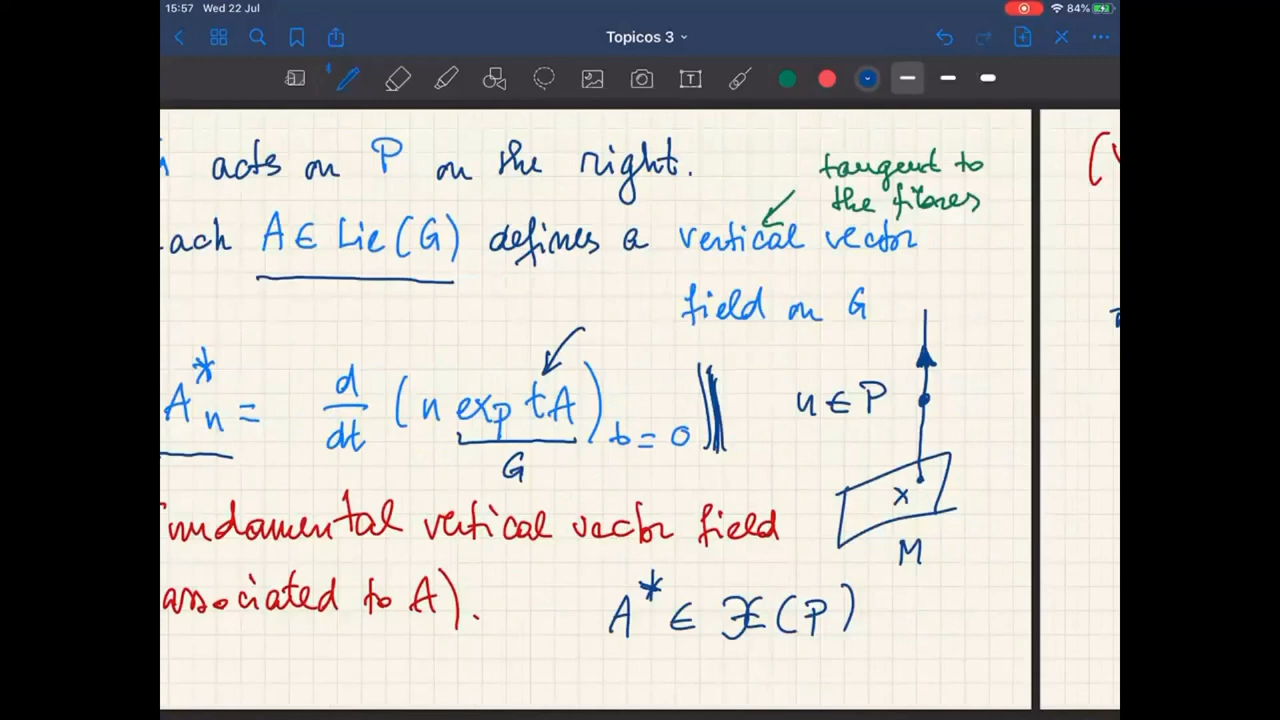 15:57 Wed 22 Jul 84%
Topicos 3
acts on P on the right.
tangent to
the fibres
ach A ∈ Lie(G) defines a vertical vector
field on G
A*_u = d/dt (u exp tA)_{t=0}
G
u ∈ P
x
M
undamental vertical vector field
associated to A).
A* ∈ 𝔛(P)